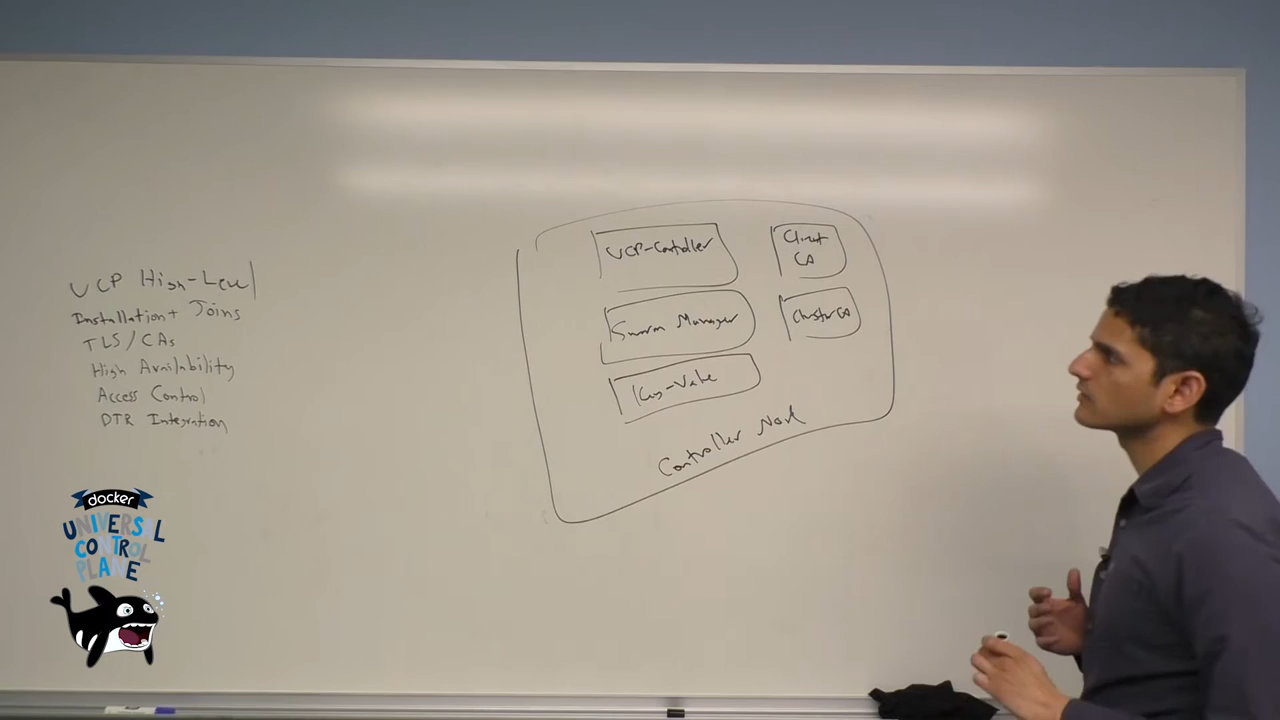 UCP High-Level
Installation + Joins
TLS/CAs
High Availability
Access Control
DTR Integration
docker
UNIVERSAL
CONTROL
PLANE
UCP-Controller
Swarm Manager
Key-Value
Client
CA
Cluster CA
Controller Node